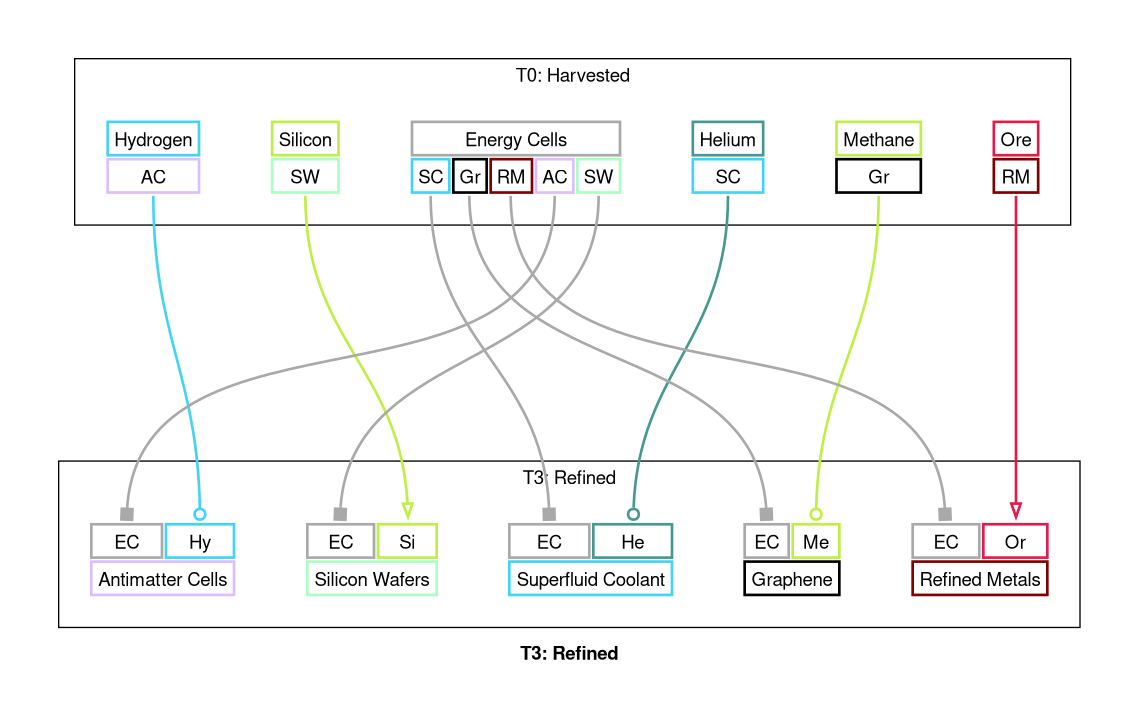 T0: Harvested
Hydrogen Silicon Energy Cells Helium Methane Ore
AC SW SC Gr RM AC SW SC Gr RM
T3: Refined
EC Hy EC Si EC He EC Me EC Or
Antimatter Cells Silicon Wafers Superfluid Coolant Graphene Refined Metals
T3: Refined